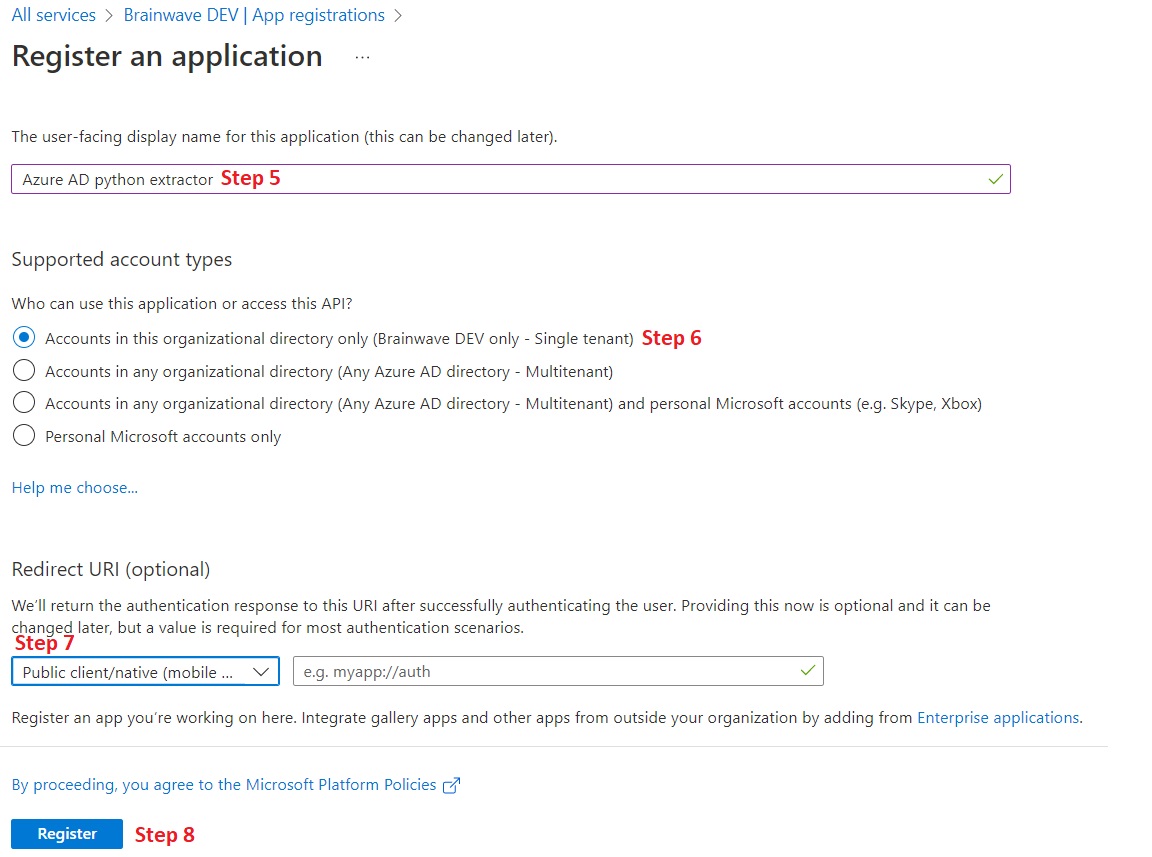 All services > Brainwave DEV | App registrations >
Register an application ...
The user-facing display name for this application (this can be changed later).
Azure AD python extractor Step 5
Supported account types
Who can use this application or access this API?
Accounts in this organizational directory only (Brainwave DEV only - Single tenant) Step 6
Accounts in any organizational directory (Any Azure AD directory - Multitenant)
Accounts in any organizational directory (Any Azure AD directory - Multitenant) and personal Microsoft accounts (e.g. Skype, Xbox)
Personal Microsoft accounts only
Help me choose...
Redirect URI (optional)
We'll return the authentication response to this URI after successfully authenticating the user. Providing this now is optional and it can be
changed later, but a value is required for most authentication scenarios.
Step 7
Public client/native (mobile ... e.g. myapp://auth
Register an app you're working on here. Integrate gallery apps and other apps from outside your organization by adding from Enterprise applications.
By proceeding, you agree to the Microsoft Platform Policies
Register Step 8